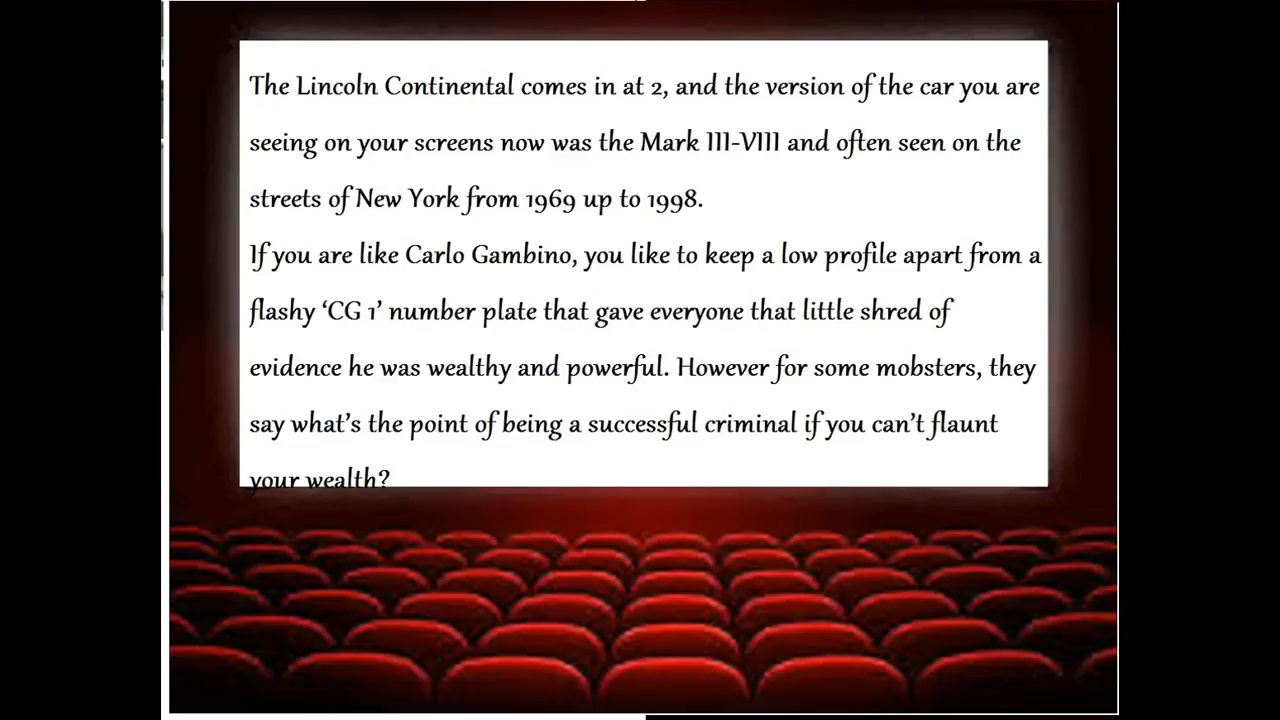 The Lincoln Continental comes in at 2, and the version of the car you are
seeing on your screens now was the Mark III-VIII and often seen on the
streets of New York from 1969 up to 1998.
If you are like Carlo Gambino, you like to keep a low profile apart from a
flashy ‘CG 1’ number plate that gave everyone that little shred of
evidence he was wealthy and powerful. However for some mobsters, they
say what’s the point of being a successful criminal if you can’t flaunt
your wealth?